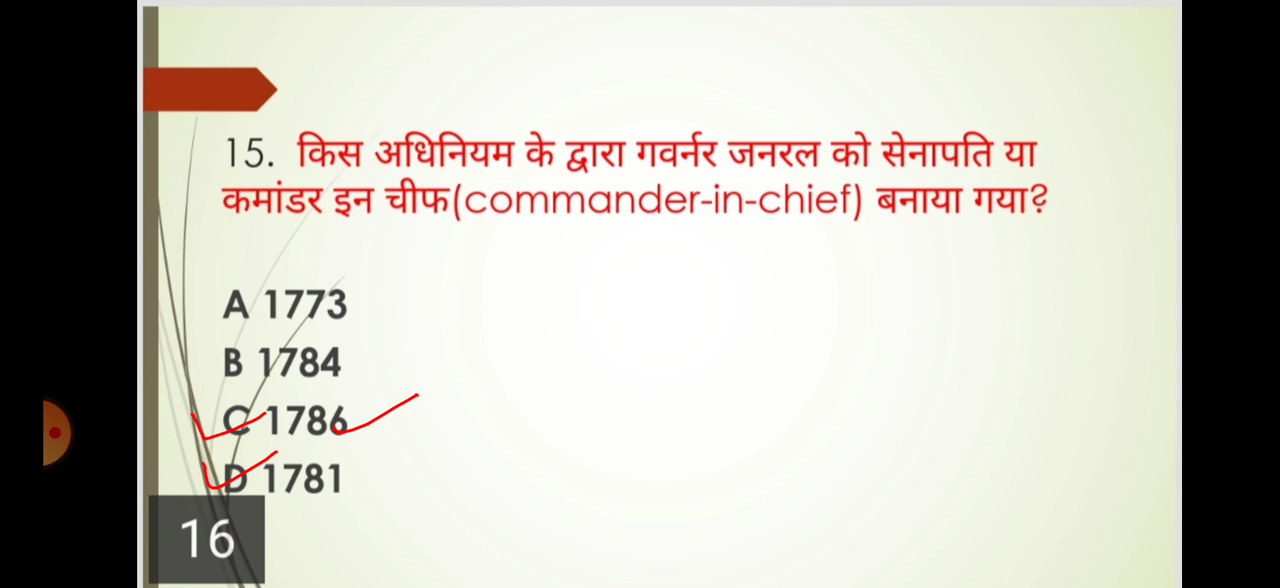 15. किस अधिनियम के द्वारा गवर्नर जनरल को सेनापति या
कमांडर इन चीफ(commander-in-chief) बनाया गया?
A 1773
B 1784
C 1786
D 1781
16